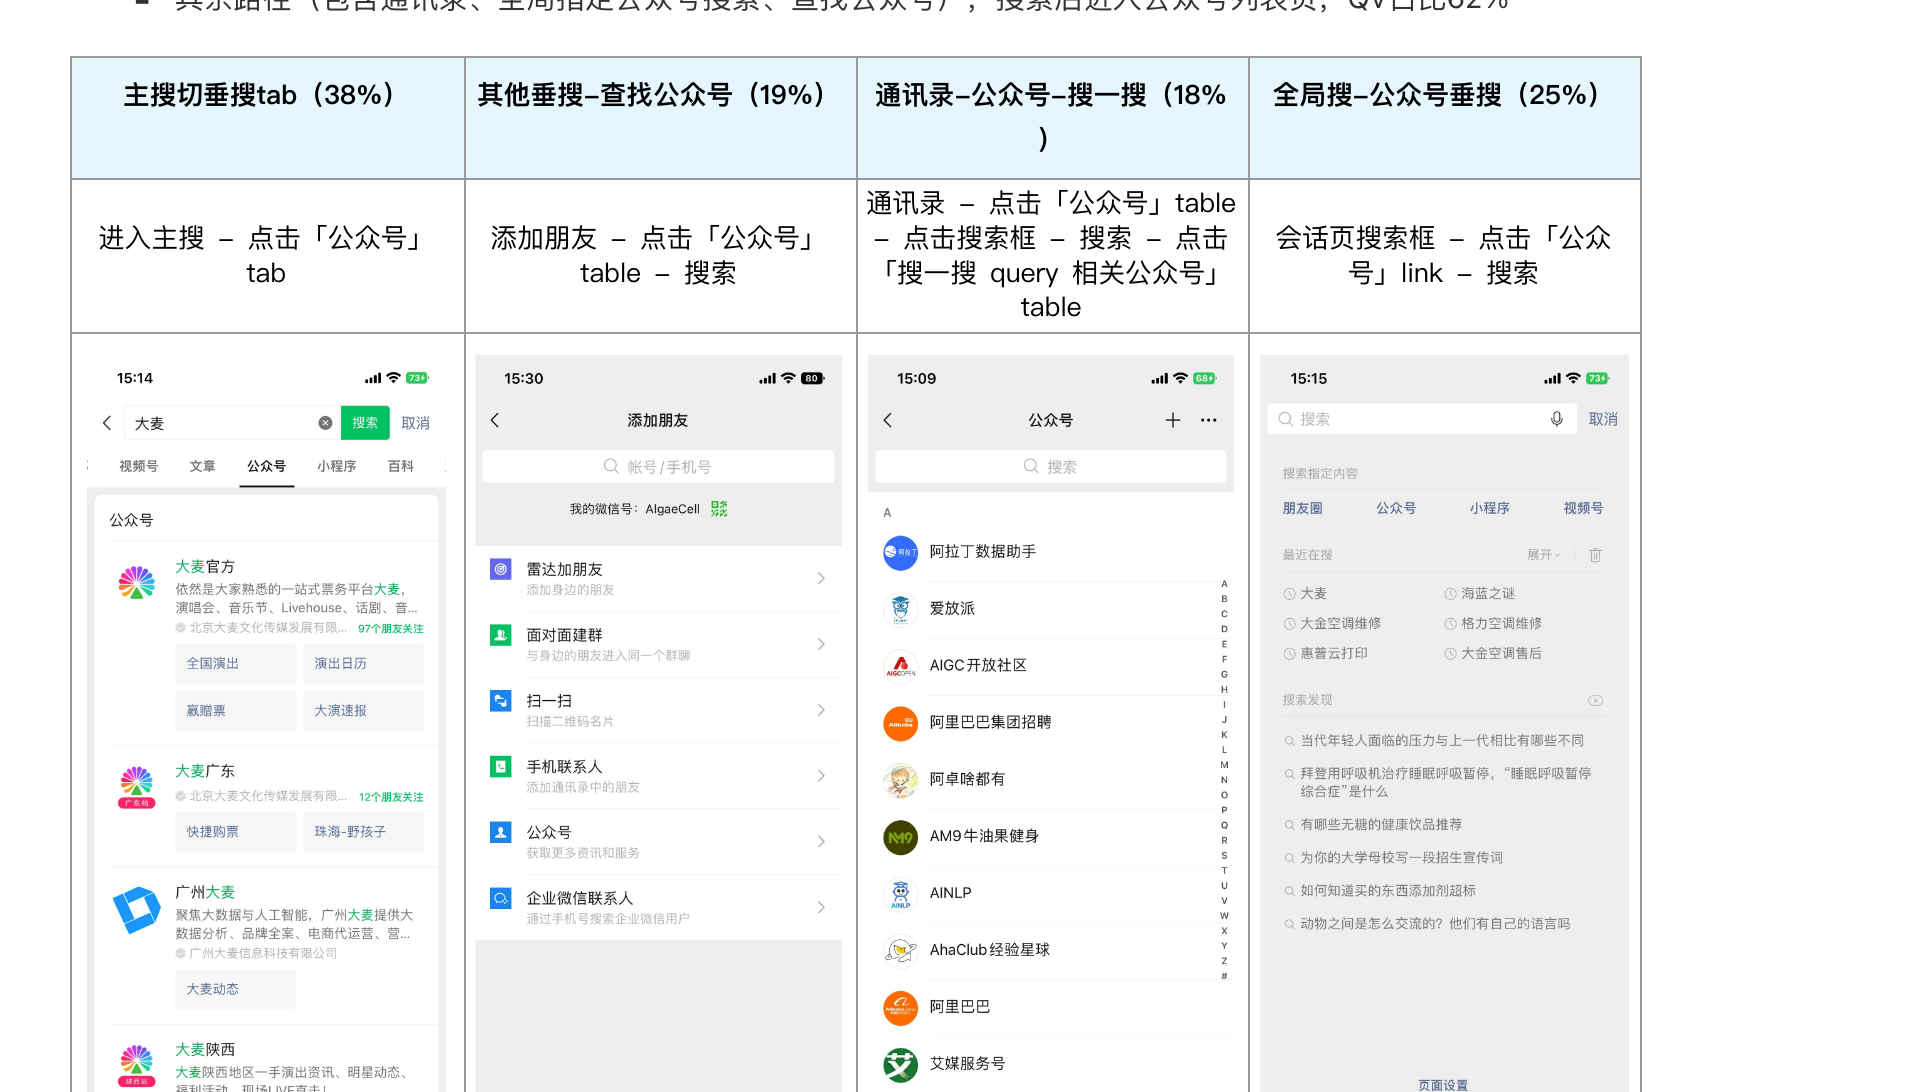 其余路径（包含通讯录、全局指定公众号搜索、查找公众号），搜索后进入公众号列表页，QV占比62%
主搜切垂搜tab（38%）
其他垂搜–查找公众号（19%）
通讯录–公众号–搜一搜（18%
）
全局搜–公众号垂搜（25%）
进入主搜 – 点击「公众号」
tab
添加朋友 – 点击「公众号」
table – 搜索
通讯录 – 点击「公众号」table
– 点击搜索框 – 搜索 – 点击
「搜一搜 query 相关公众号」
table
会话页搜索框 – 点击「公众
号」link – 搜索
15:14
73
大麦
搜索
取消
视频号
文章
公众号
小程序
百科
公众号
大麦官方
依然是大家熟悉的一站式票务平台大麦，
演唱会、音乐节、Livehouse、话剧、音...
北京大麦文化传媒发展有限...
97个朋友关注
全国演出
演出日历
赢赠票
大演速报
大麦广东
广东站
北京大麦文化传媒发展有限...
12个朋友关注
快捷购票
珠海-野孩子
广州大麦
聚焦大数据与人工智能，广州大麦提供大
数据分析、品牌全案、电商代运营、营...
广州大麦信息科技有限公司
大麦动态
大麦陕西
陕西站
大麦陕西地区一手演出资讯、明星动态、
福利活动、现场LIVE直击！
15:30
80
添加朋友
帐号/手机号
我的微信号：AlgaeCell
雷达加朋友
添加身边的朋友
面对面建群
与身边的朋友进入同一个群聊
扫一扫
扫描二维码名片
手机联系人
添加通讯录中的朋友
公众号
获取更多资讯和服务
企业微信联系人
通过手机号搜索企业微信用户
15:09
68
公众号
搜索
A
阿拉丁数据助手
爱放派
AIGC开放社区
AIGCOPEN
阿里巴巴集团招聘
Alibaba
阿卓啥都有
AM9牛油果健身
AINLP
AINLP
AhaClub经验星球
阿里巴巴
艾媒服务号
A
B
C
D
E
F
G
H
I
J
K
L
M
N
O
P
Q
R
S
T
U
V
W
X
Y
Z
#
15:15
73
搜索
取消
搜索指定内容
朋友圈
公众号
小程序
视频号
最近在搜
展开
大麦
海蓝之谜
大金空调维修
格力空调维修
惠普云打印
大金空调售后
搜索发现
当代年轻人面临的压力与上一代相比有哪些不同
拜登用呼吸机治疗睡眠呼吸暂停，“睡眠呼吸暂停
综合症”是什么
有哪些无糖的健康饮品推荐
为你的大学母校写一段招生宣传词
如何知道买的东西添加剂超标
动物之间是怎么交流的？他们有自己的语言吗
页面设置